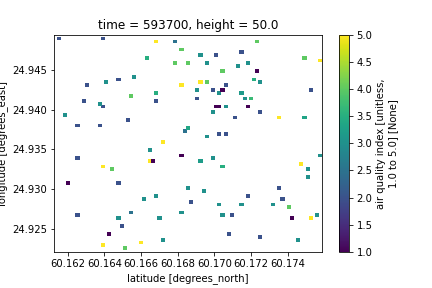 time = 593700, height = 50.0
24.945
24.940
24.935
24.930
24.925
longitude [degrees_east]
60.162 60.164 60.166 60.168 60.170 60.172 60.174
latitude [degrees_north]
5.0
4.5
4.0
3.5
3.0
2.5
2.0
1.5
1.0
air quality index [unitless,
1.0 to 5.0] [None]